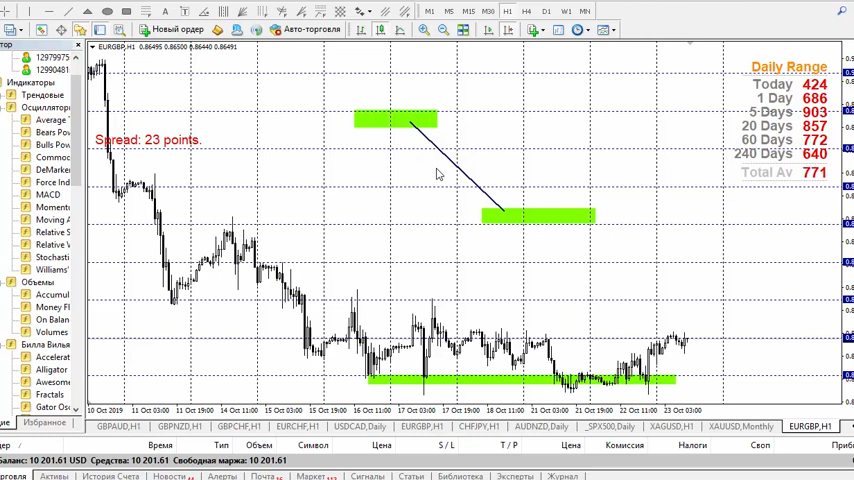 Новый ордер
Авто-торговля
M1 M5 M15 M30 H1 H4 D1 W1 MN
тор
12979975
12990481
Индикаторы
Трендовые
Осцилляторы
Average
Bears Pow
Bulls Powe
Commod
DeMarker
Force Ind
MACD
Momentu
Moving A
Relative S
Relative V
Stochasti
Williams'
Объемы
Accumul
Money Fl
On Balan
Volumes
Билла Вилья
Accelerat
Alligator
Awesome
Fractals
Gator Osc
Избранное
EURGBP,H1 0.86495 0.86500 0.86440 0.86491
Spread: 23 points.
Daily Range
Today 424
1 Day 686
5 Days 903
20 Days 857
60 Days 772
240 Days 640
Total Av 771
10 Oct 2019 11 Oct 03:00 11 Oct 19:00 14 Oct 11:00 15 Oct 03:00 15 Oct 19:00 16 Oct 11:00 17 Oct 03:00 17 Oct 19:00 18 Oct 11:00 21 Oct 03:00 21 Oct 19:00 22 Oct 11:00 23 Oct 03:00
GBPAUD,H1 GBPNZD,H1 GBPCHF,H1 EURCHF,H1 USDCAD,Daily EURGBP,H1 CHFJPY,H1 AUDNZD,Daily _SPX500,Daily XAGUSD,H1 XAUUSD,Monthly EURGBP,H1
дер Время Тип Объем Символ Цена S / L T / P Цена Комиссия Налоги Своп Приб
Баланс: 10 201.61 USD Средства: 10 201.61 Свободная маржа: 10 201.61
орговля Активы История Счета Новости Алерты Почта Маркет Сигналы Статьи Библиотека Эксперты Журнал